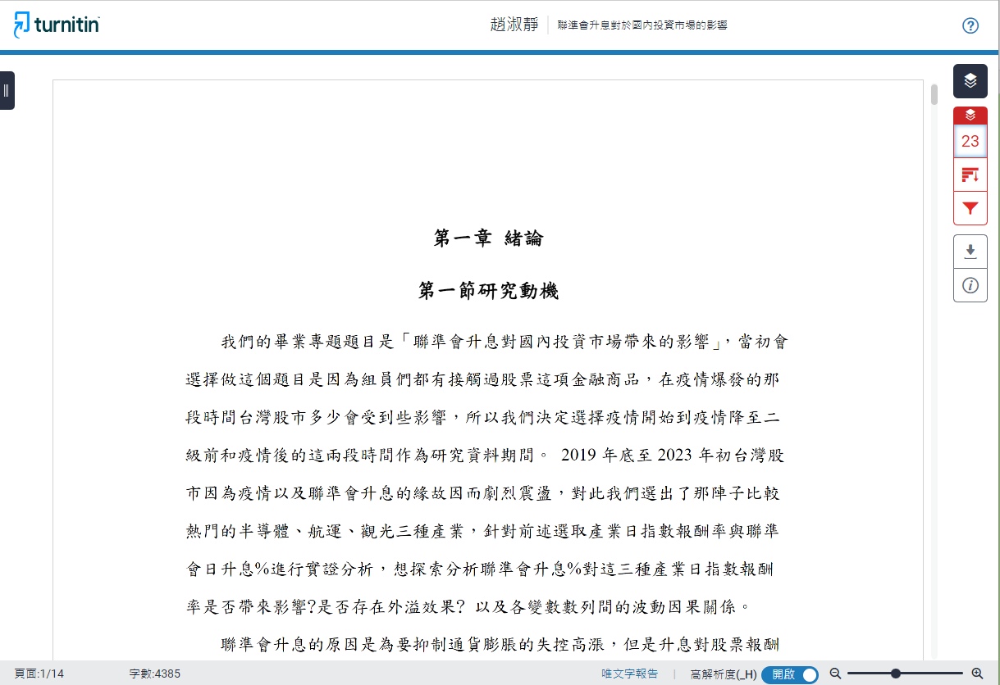 turnitin
趙淑靜
聯準會升息對於國內投資市場的影響
23
第一章 緒論
第一節研究動機
我們的畢業專題題目是「聯準會升息對國內投資市場帶來的影響」，當初會
選擇做這個題目是因為組員們都有接觸過股票這項金融商品，在疫情爆發的那
段時間台灣股市多少會受到些影響，所以我們決定選擇疫情開始到疫情降至二
級前和疫情後的這兩段時間作為研究資料期間。 2019 年底至 2023 年初台灣股
市因為疫情以及聯準會升息的緣故因而劇烈震盪，對此我們選出了那陣子比較
熱門的半導體、航運、觀光三種產業，針對前述選取產業日指數報酬率與聯準
會日升息%進行實證分析，想探索分析聯準會升息%對這三種產業日指數報酬
率是否帶來影響?是否存在外溢效果? 以及各變數數列間的波動因果關係。
聯準會升息的原因是為要抑制通貨膨脹的失控高漲，但是升息對股票報酬
頁面:1/14
字數:4385
唯文字報告
高解析度(_H)
開啟